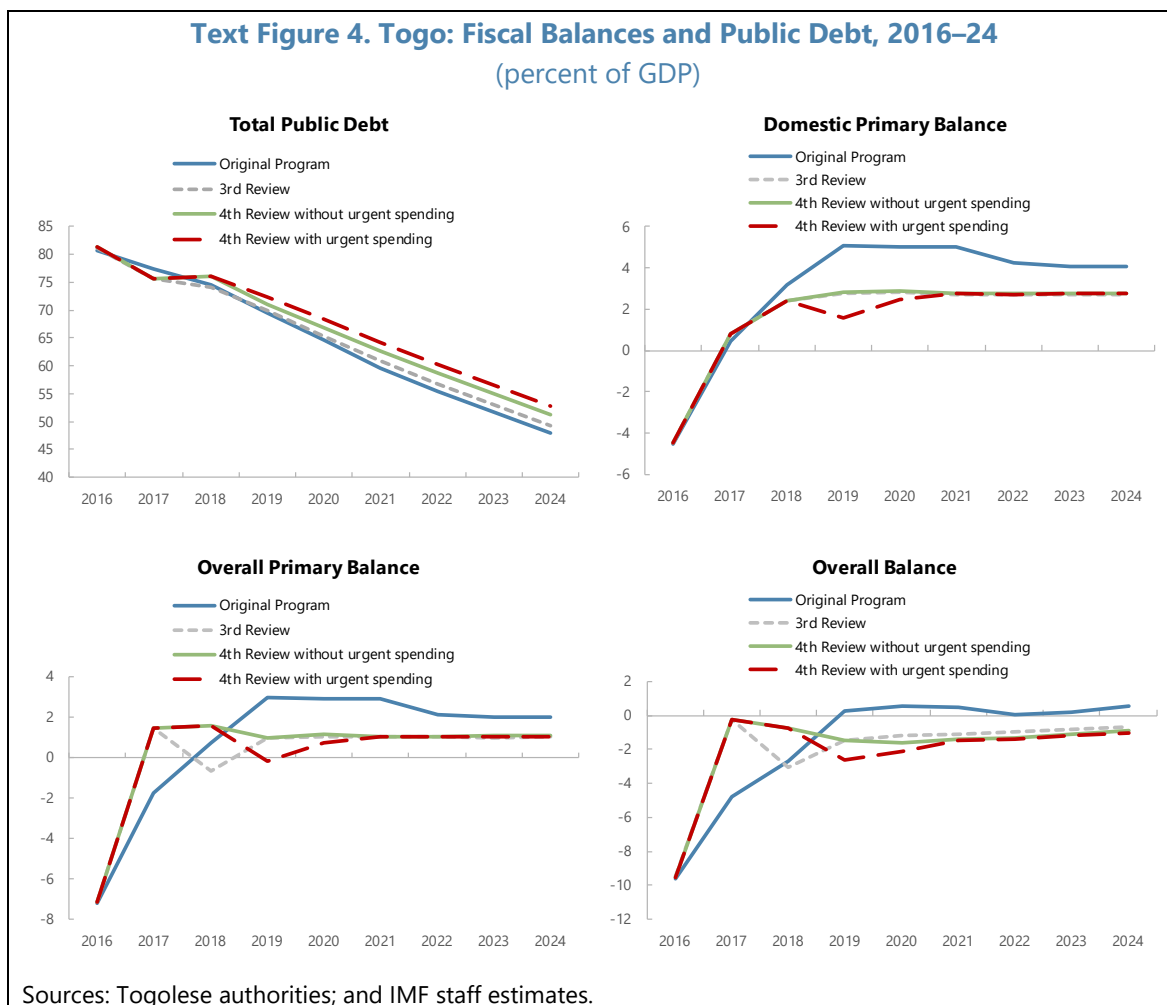 Text Figure 4. Togo: Fiscal Balances and Public Debt, 2016–24
(percent of GDP)
Total Public Debt
Original Program
3rd Review
4th Review without urgent spending
4th Review with urgent spending
85
80
75
70
65
60
55
50
45
40
2016 2017 2018 2019 2020 2021 2022 2023 2024
Domestic Primary Balance
Original Program
3rd Review
4th Review without urgent spending
4th Review with urgent spending
6
4
2
0
-2
-4
-6
2016 2017 2018 2019 2020 2021 2022 2023 2024
Overall Primary Balance
Original Program
3rd Review
4th Review without urgent spending
4th Review with urgent spending
4
2
0
-2
-4
-6
-8
2016 2017 2018 2019 2020 2021 2022 2023 2024
Overall Balance
Original Program
3rd Review
4th Review without urgent spending
4th Review with urgent spending
2
0
-2
-4
-6
-8
-10
-12
2016 2017 2018 2019 2020 2021 2022 2023 2024
Sources: Togolese authorities; and IMF staff estimates.